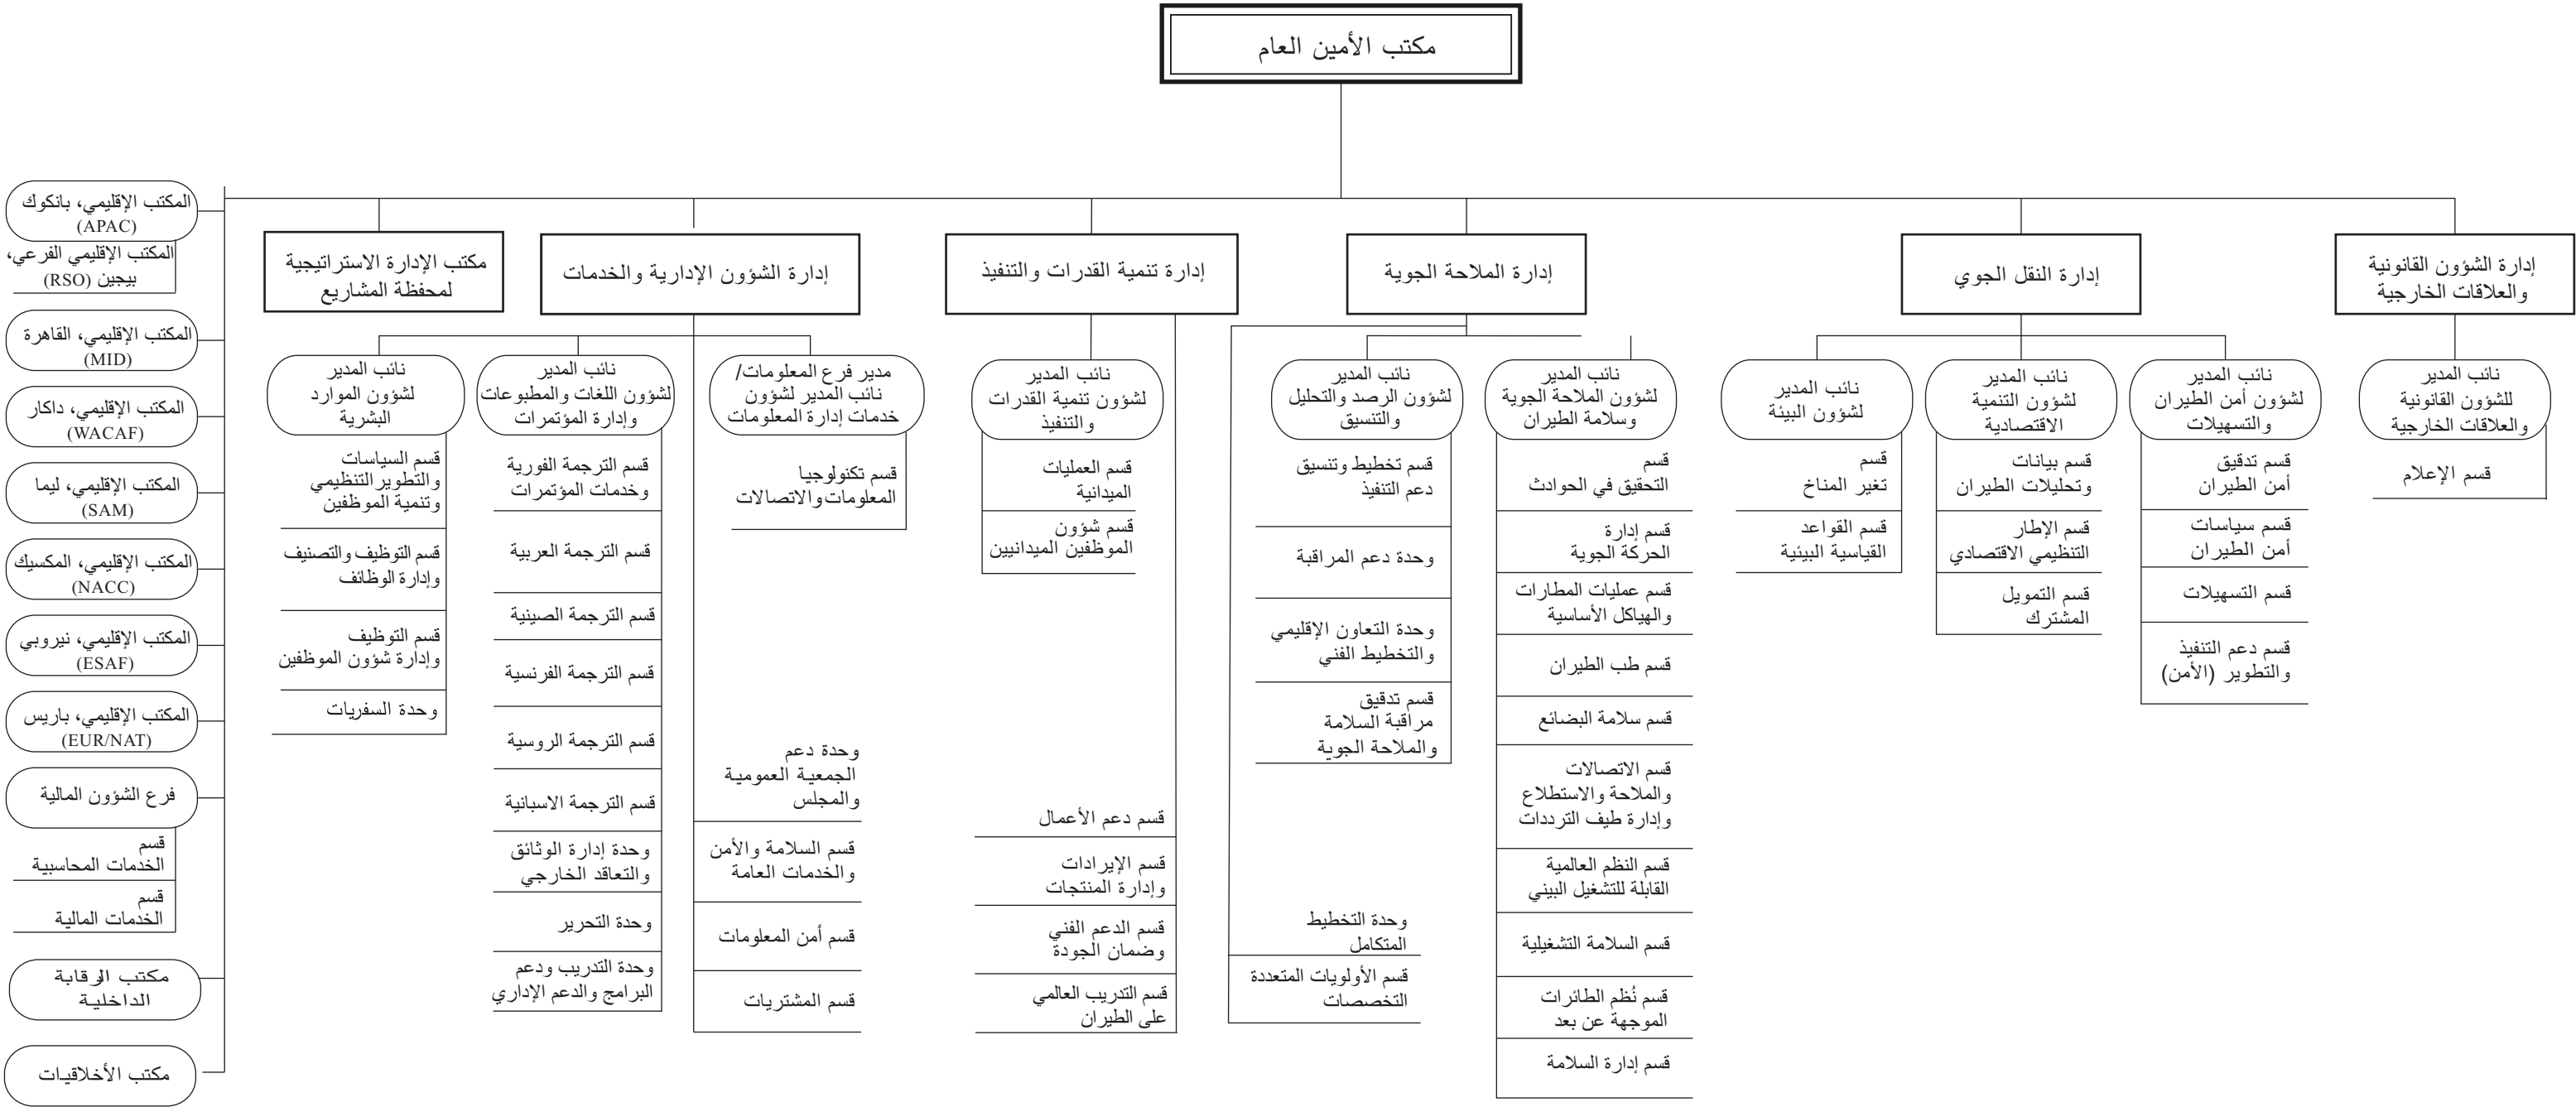 مكتب الأمين العام
إدارة الشؤون القانونية
والعلاقات الخارجية
نائب المدير
للشؤون القانونية
والعلاقات الخارجية
قسم الإعلام
إدارة النقل الجوي
نائب المدير
لشؤون أمن الطيران
والتسهيلات
قسم تدقيق
أمن الطيران
قسم سياسات
أمن الطيران
قسم التسهيلات
قسم دعم التنفيذ
والتطوير (الأمن)
نائب المدير
لشؤون التنمية
الاقتصادية
قسم بيانات
وتحليلات الطيران
قسم الإطار
التنظيمي الاقتصادي
قسم التمويل
المشترك
نائب المدير
لشؤون البيئة
قسم
تغير المناخ
قسم القواعد
القياسية البيئية
إدارة الملاحة الجوية
نائب المدير
لشؤون الملاحة الجوية
وسلامة الطيران
قسم
التحقيق في الحوادث
قسم إدارة
الحركة الجوية
قسم عمليات المطارات
والهياكل الأساسية
قسم طب الطيران
قسم سلامة البضائع
قسم الاتصالات
والملاحة والاستطلاع
وإدارة طيف الترددات
قسم النظم العالمية
القابلة للتشغيل البيني
قسم السلامة التشغيلية
قسم نُظم الطائرات
الموجهة عن بعد
قسم إدارة السلامة
نائب المدير
لشؤون الرصد والتحليل
والتنسيق
قسم تخطيط وتنسيق
دعم التنفيذ
وحدة دعم المراقبة
وحدة التعاون الإقليمي
والتخطيط الفني
قسم تدقيق
مراقبة السلامة
والملاحة الجوية
وحدة التخطيط
المتكامل
قسم الأولويات المتعددة
التخصصات
إدارة تنمية القدرات والتنفيذ
نائب المدير
لشؤون تنمية القدرات
والتنفيذ
قسم العمليات
الميدانية
قسم شؤون
الموظفين الميدانيين
قسم دعم الأعمال
قسم الإيرادات
وإدارة المنتجات
قسم الدعم الفني
وضمان الجودة
قسم التدريب العالمي
على الطيران
إدارة الشؤون الإدارية والخدمات
مدير فرع المعلومات/
نائب المدير لشؤون
خدمات إدارة المعلومات
قسم تكنولوجيا
المعلومات والاتصالات
وحدة دعم
الجمعية العمومية
والمجلس
قسم السلامة والأمن
والخدمات العامة
قسم أمن المعلومات
قسم المشتريات
نائب المدير
لشؤون اللغات والمطبوعات
وإدارة المؤتمرات
قسم الترجمة الفورية
وخدمات المؤتمرات
قسم الترجمة العربية
قسم الترجمة الصينية
قسم الترجمة الفرنسية
قسم الترجمة الروسية
قسم الترجمة الاسبانية
وحدة إدارة الوثائق
والتعاقد الخارجي
وحدة التحرير
وحدة التدريب ودعم
البرامج والدعم الإداري
نائب المدير
لشؤون الموارد
البشرية
قسم السياسات
والتطوير التنظيمي
وتنمية الموظفين
قسم التوظيف والتصنيف
وإدارة الوظائف
قسم التوظيف
وإدارة شؤون الموظفين
وحدة السفريات
مكتب الإدارة الاستراتيجية
لمحفظة المشاريع
المكتب الإقليمي، بانكوك
(APAC)
المكتب الإقليمي الفرعي،
بيجين (RSO)
المكتب الإقليمي، القاهرة
(MID)
المكتب الإقليمي، داكار
(WACAF)
المكتب الإقليمي، ليما
(SAM)
المكتب الإقليمي، المكسيك
(NACC)
المكتب الإقليمي، نيروبي
(ESAF)
المكتب الإقليمي، باريس
(EUR/NAT)
فرع الشؤون المالية
قسم
الخدمات المحاسبية
قسم
الخدمات المالية
مكتب الرقابة
الداخلية
مكتب الأخلاقيات